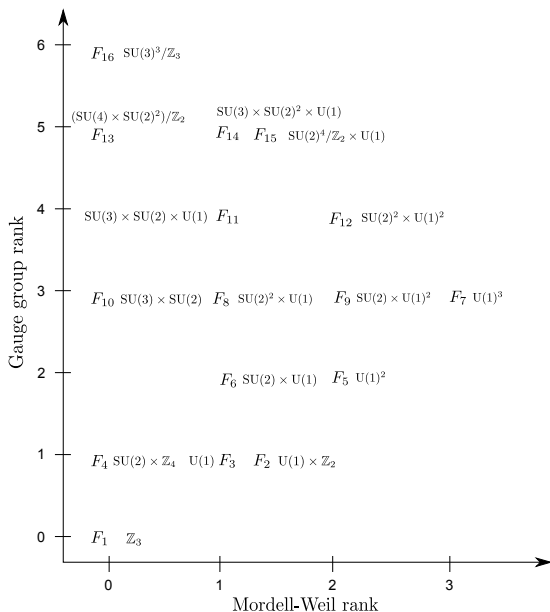 6
F₁₆ SU(3)³/ℤ₃
(SU(4) × SU(2)²)/ℤ₂
SU(3) × SU(2)² × U(1)
5
F₁₃
F₁₄
F₁₅ SU(2)⁴/ℤ₂ × U(1)
4
SU(3) × SU(2) × U(1) F₁₁
F₁₂ SU(2)² × U(1)²
Gauge group rank
3
F₁₀ SU(3) × SU(2)
F₈ SU(2)² × U(1)
F₉ SU(2) × U(1)²
F₇ U(1)³
2
F₆ SU(2) × U(1)
F₅ U(1)²
1
F₄ SU(2) × ℤ₄
U(1) F₃
F₂ U(1) × ℤ₂
0
F₁ ℤ₃
0 1 2 3
Mordell-Weil rank